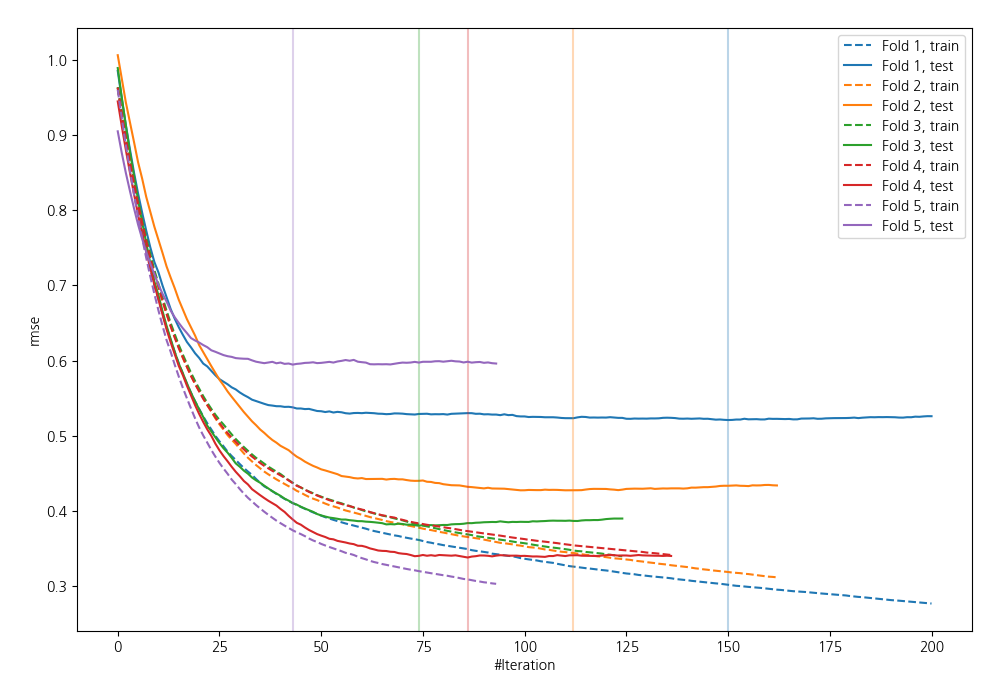 Fold 1, train
Fold 1, test
Fold 2, train
Fold 2, test
Fold 3, train
Fold 3, test
Fold 4, train
Fold 4, test
Fold 5, train
Fold 5, test
1.0
0.9
0.8
0.7
0.6
0.5
0.4
0.3
rmse
0 25 50 75 100 125 150 175 200
#Iteration